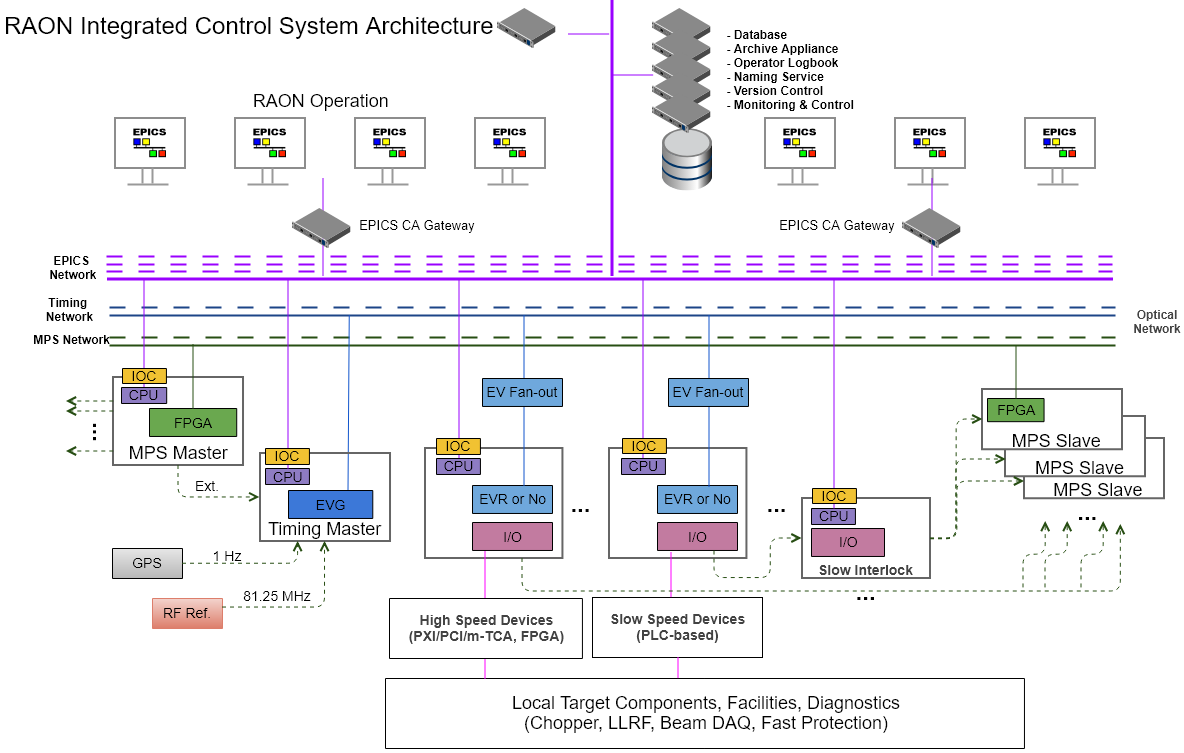 RAON Integrated Control System Architecture
- Database
- Archive Appliance
- Operator Logbook
- Naming Service
- Version Control
- Monitoring & Control
RAON Operation
EPICS
EPICS
EPICS
EPICS
EPICS
EPICS
EPICS
EPICS CA Gateway
EPICS CA Gateway
EPICS
Network
Timing
Network
MPS Network
Optical
Network
IOC
CPU
FPGA
MPS Master
Ext.
IOC
CPU
EVG
Timing Master
GPS
1 Hz
RF Ref.
81.25 MHz
EV Fan-out
IOC
CPU
EVR or No
I/O
...
EV Fan-out
IOC
CPU
EVR or No
I/O
...
IOC
CPU
I/O
Slow Interlock
...
FPGA
MPS Slave
MPS Slave
MPS Slave
...
...
High Speed Devices
(PXI/PCI/m-TCA, FPGA)
Slow Speed Devices
(PLC-based)
Local Target Components, Facilities, Diagnostics
(Chopper, LLRF, Beam DAQ, Fast Protection)